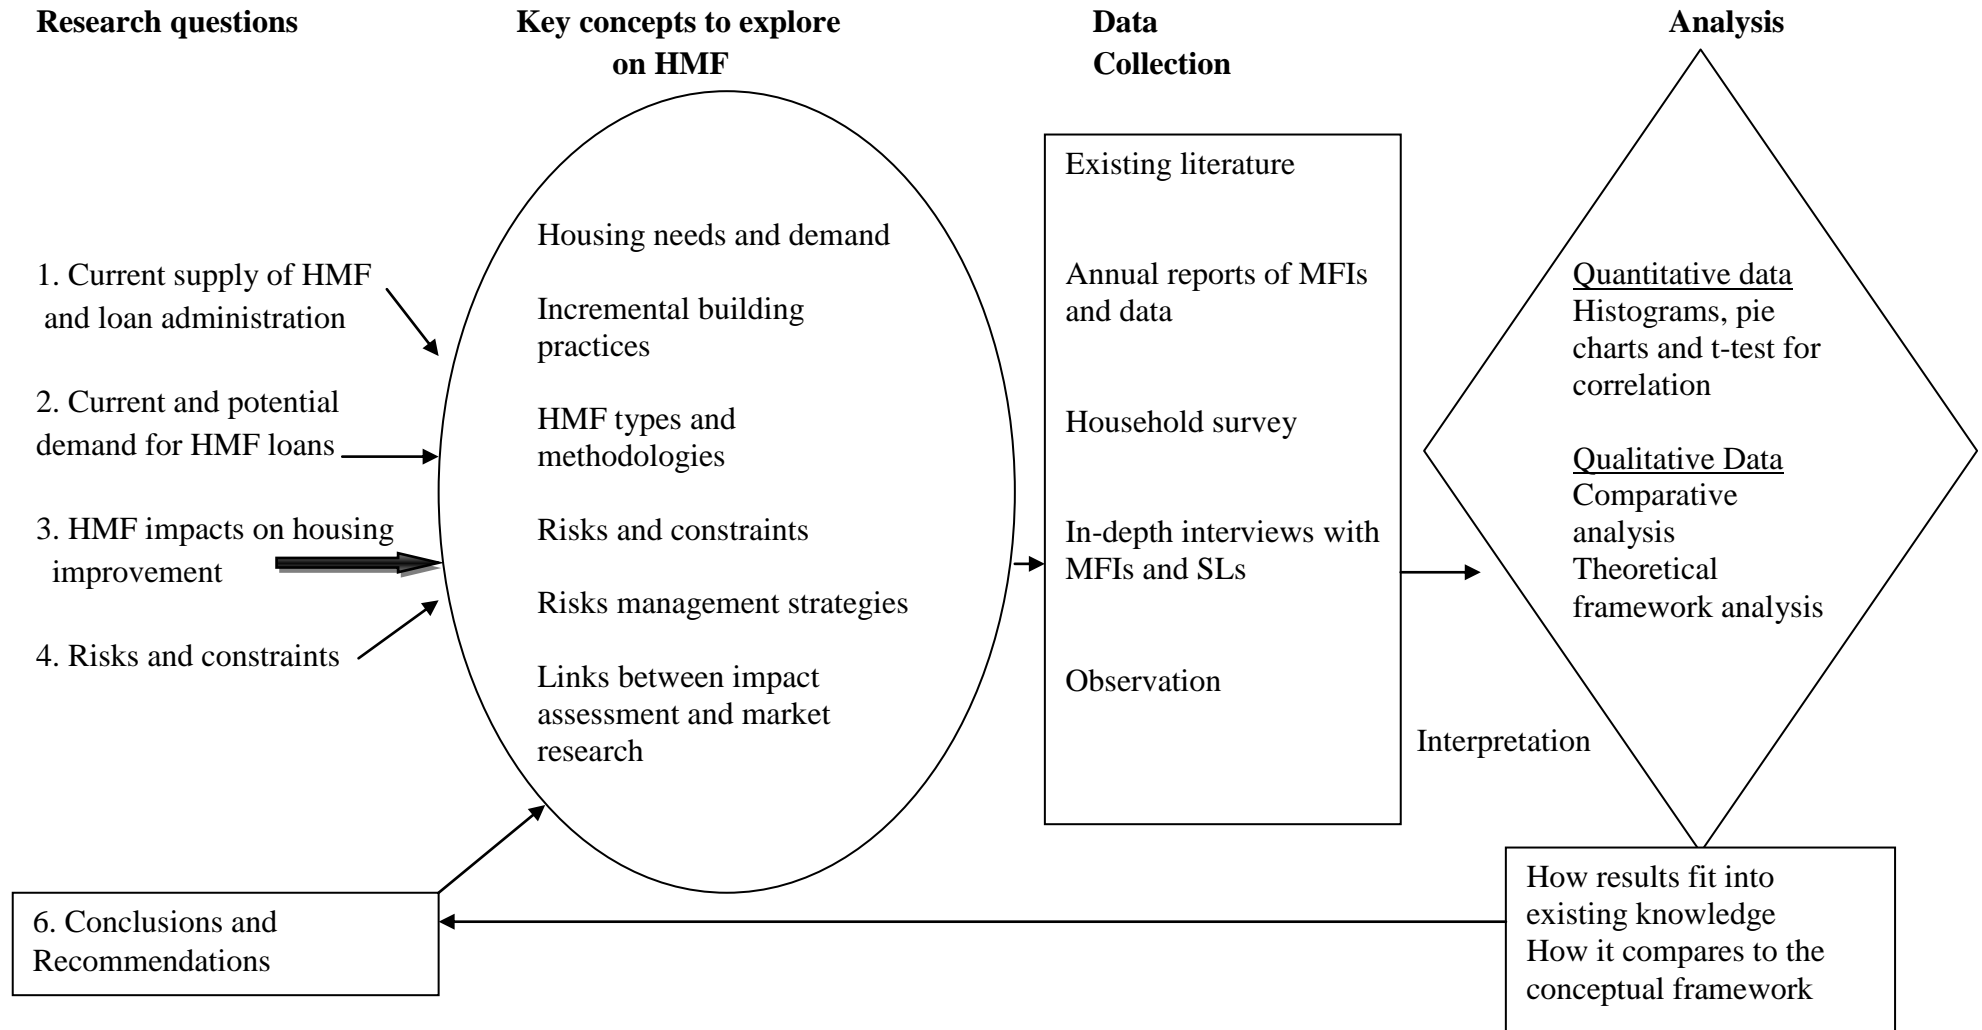 Research questions
Key concepts to explore
on HMF
Data
Collection
Analysis
1. Current supply of HMF
and loan administration
2. Current and potential
demand for HMF loans
3. HMF impacts on housing
improvement
4. Risks and constraints
Housing needs and demand
Incremental building
practices
HMF types and
methodologies
Risks and constraints
Risks management strategies
Links between impact
assessment and market
research
Existing literature
Annual reports of MFIs
and data
Household survey
In-depth interviews with
MFIs and SLs
Observation
Quantitative data
Histograms, pie
charts and t-test for
correlation
Qualitative Data
Comparative
analysis
Theoretical
framework analysis
Interpretation
How results fit into
existing knowledge
How it compares to the
conceptual framework
6. Conclusions and
Recommendations